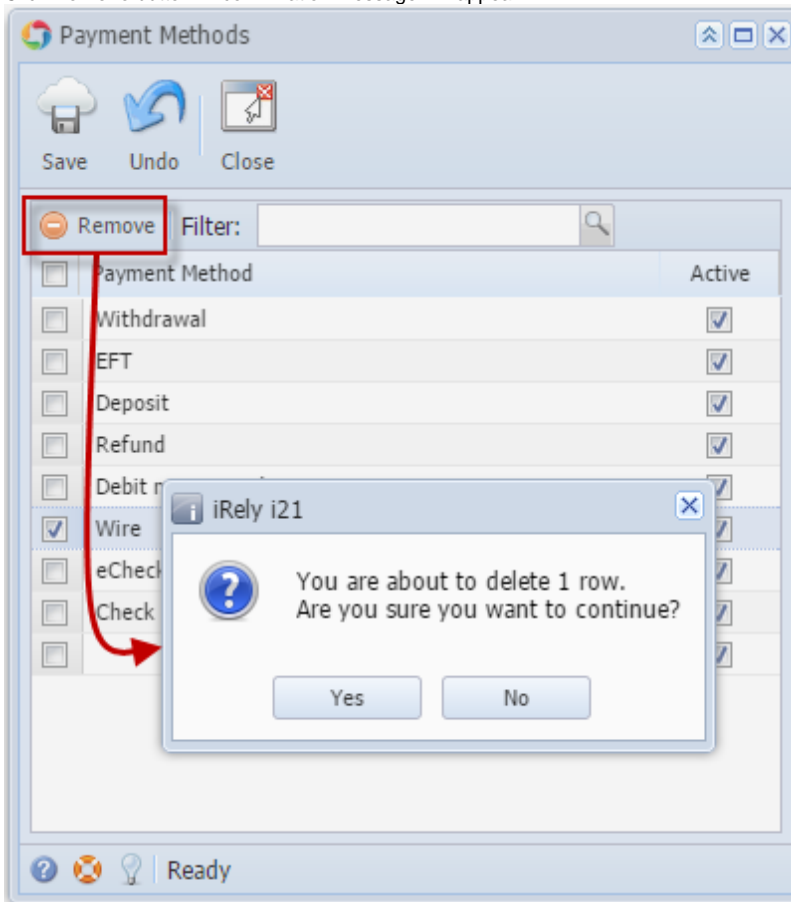 Payment Methods
Save Undo Close
Remove Filter:
Payment Method Active
Withdrawal
EFT
Deposit
Refund
Debit
iRely i21
Wire
eCheck
You are about to delete 1 row.
Check
Are you sure you want to continue?
Yes No
Ready